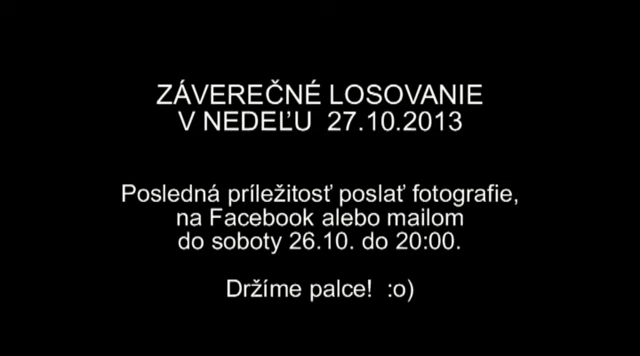 ZÁVEREČNÉ LOSOVANIE
V NEDEĽU  27.10.2013
Posledná príležitosť poslať fotografie,
na Facebook alebo mailom
do soboty 26.10. do 20:00.
Držíme palce!  :o)